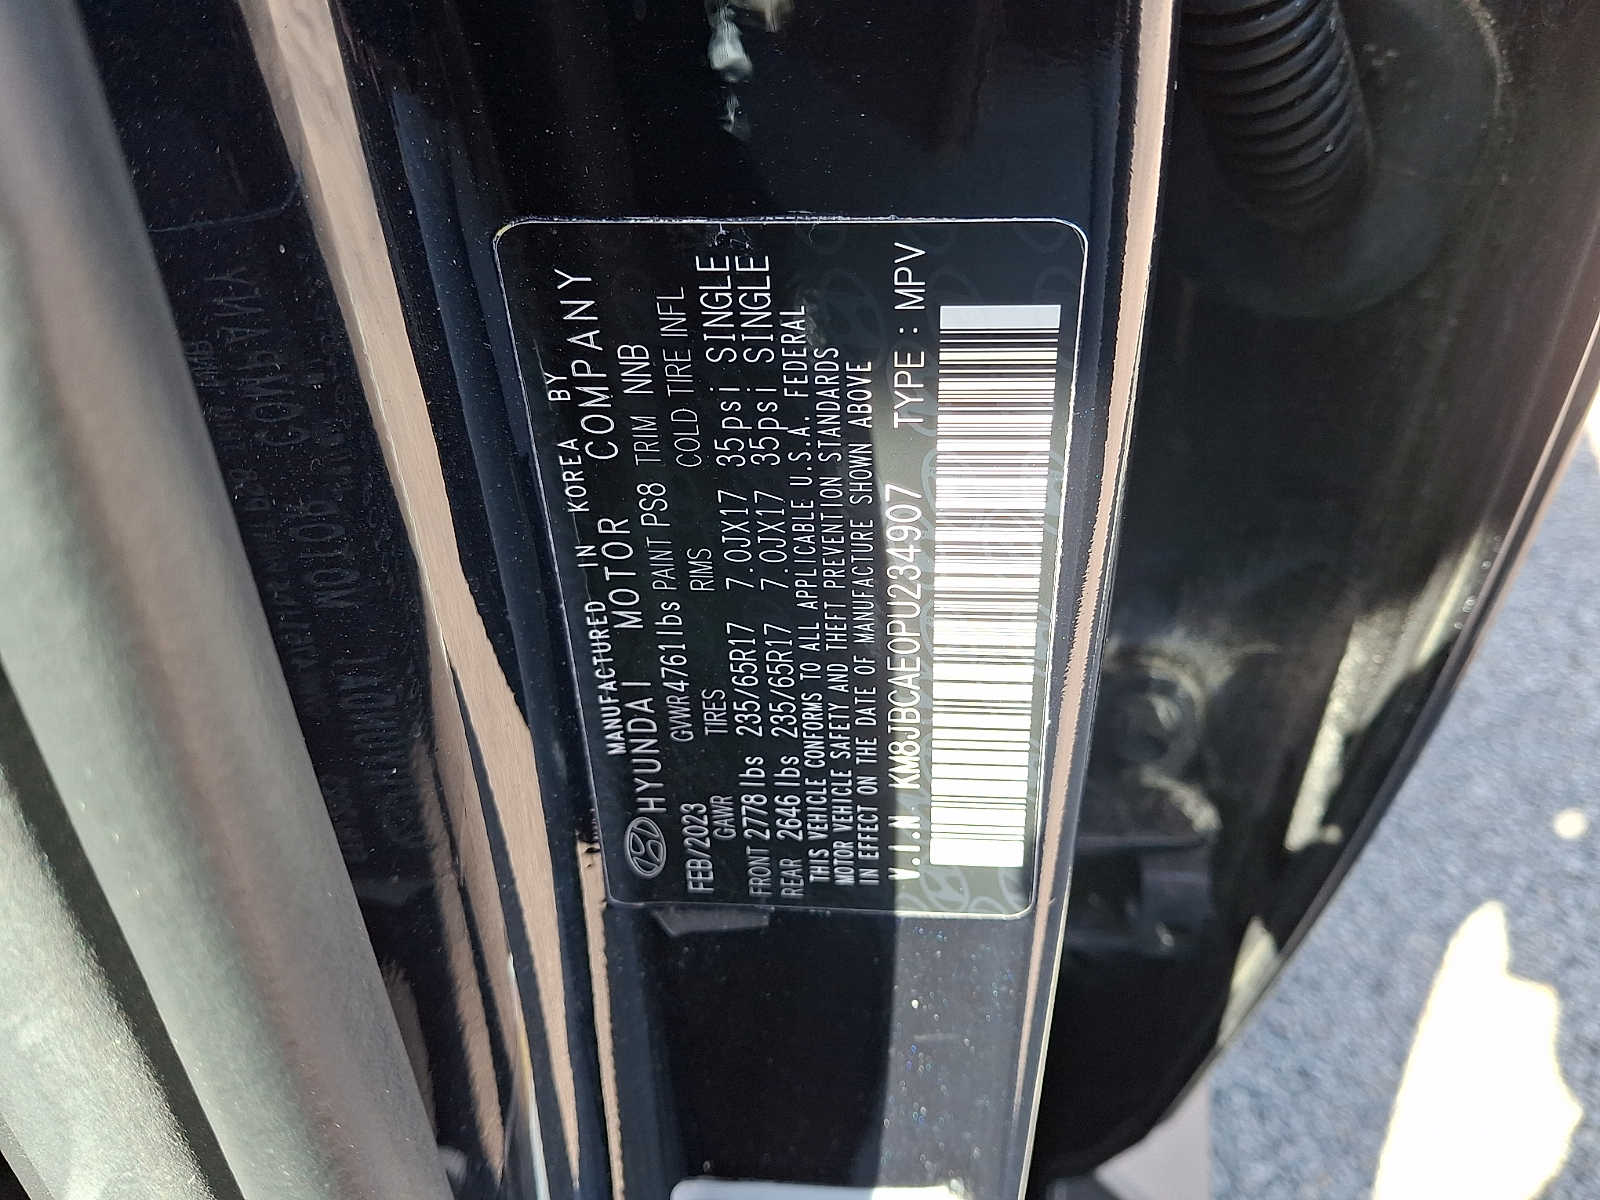 MANUFACTURED IN KOREA BY
HYUNDAI MOTOR COMPANY
FEB/2023 GVWR4761lbs PAINT PS8 TRIM NNB
GAWR TIRES RIMS COLD TIRE INFL
FRONT 2778 lbs 235/65R17 7.0JX17 35psi SINGLE
REAR 2646 lbs 235/65R17 7.0JX17 35psi SINGLE
THIS VEHICLE CONFORMS TO ALL APPLICABLE U.S.A. FEDERAL
MOTOR VEHICLE SAFETY AND THEFT PREVENTION STANDARDS
IN EFFECT ON THE DATE OF MANUFACTURE SHOWN ABOVE
V.I.N KM8JBCAE0PU234907 TYPE : MPV